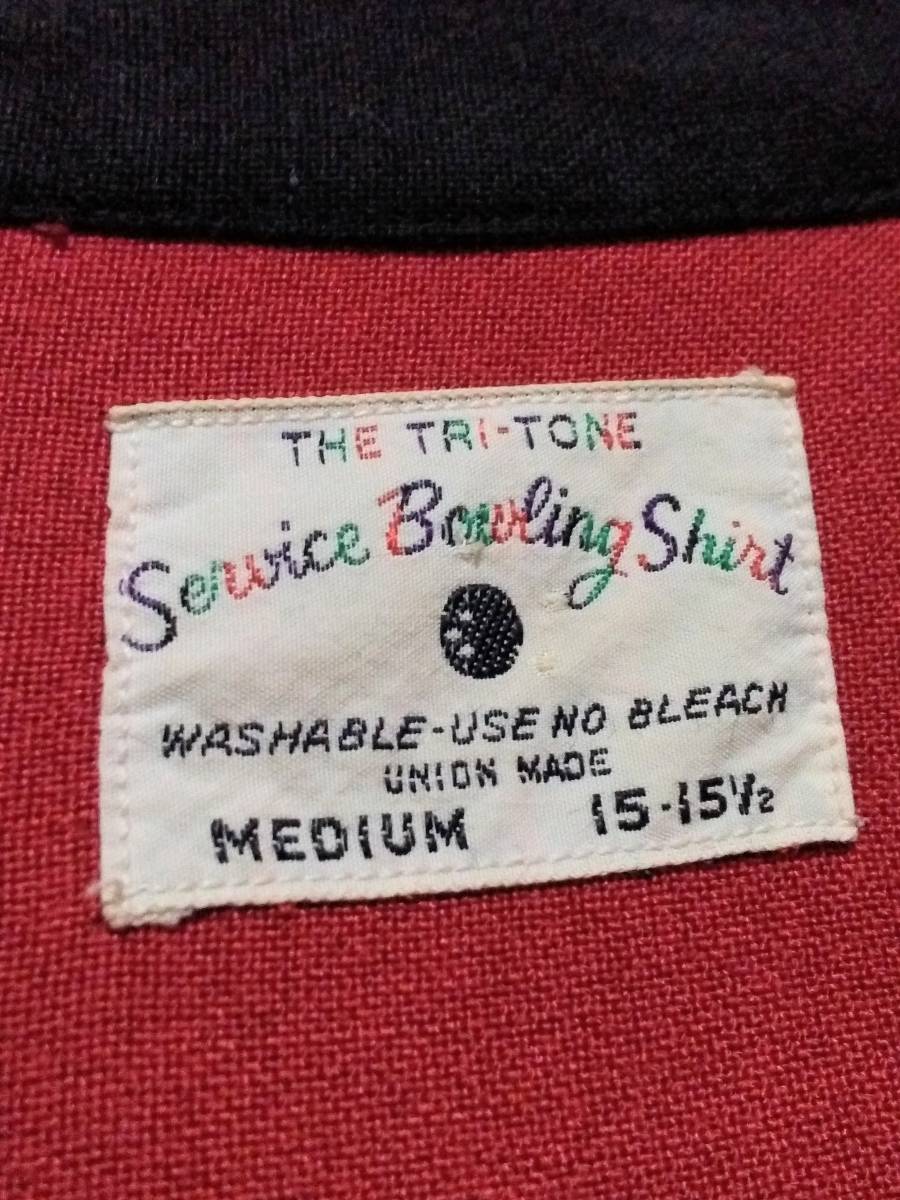 THE TRI-TONE
Service Bowling Shirt
WASHABLE-USE NO BLEACH
UNION MADE
MEDIUM 15-15½